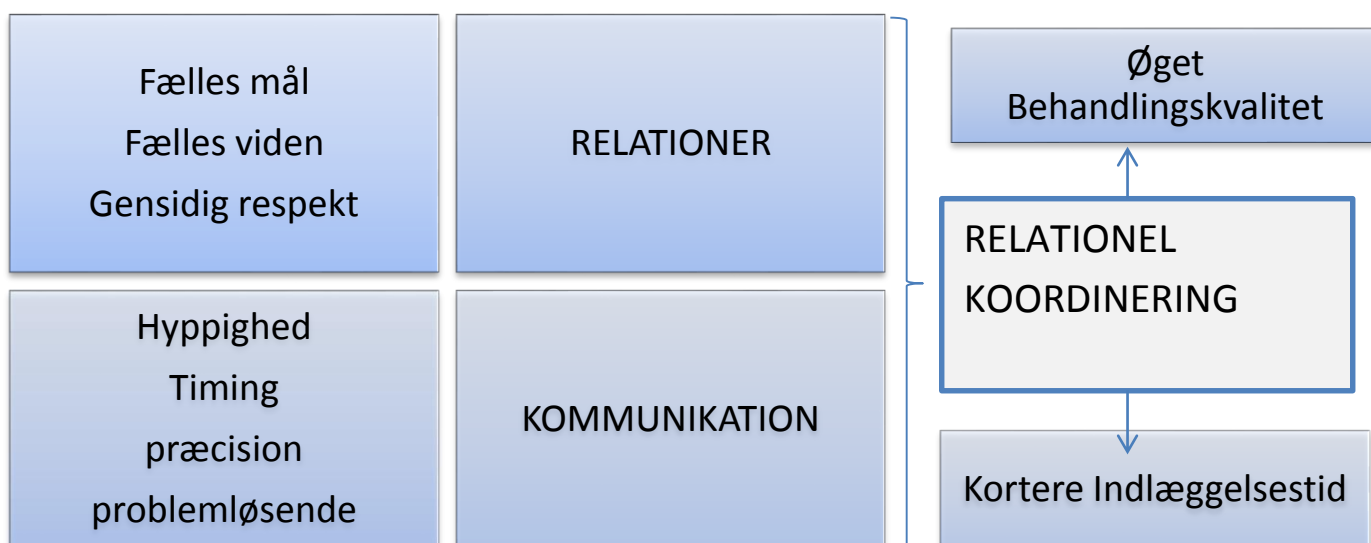 Fælles mål
Fælles viden
Gensidig respekt
RELATIONER
Hyppighed
Timing
præcision
problemløsende
KOMMUNIKATION
Øget
Behandlingskvalitet
RELATIONEL
KOORDINERING
Kortere Indlæggelsestid